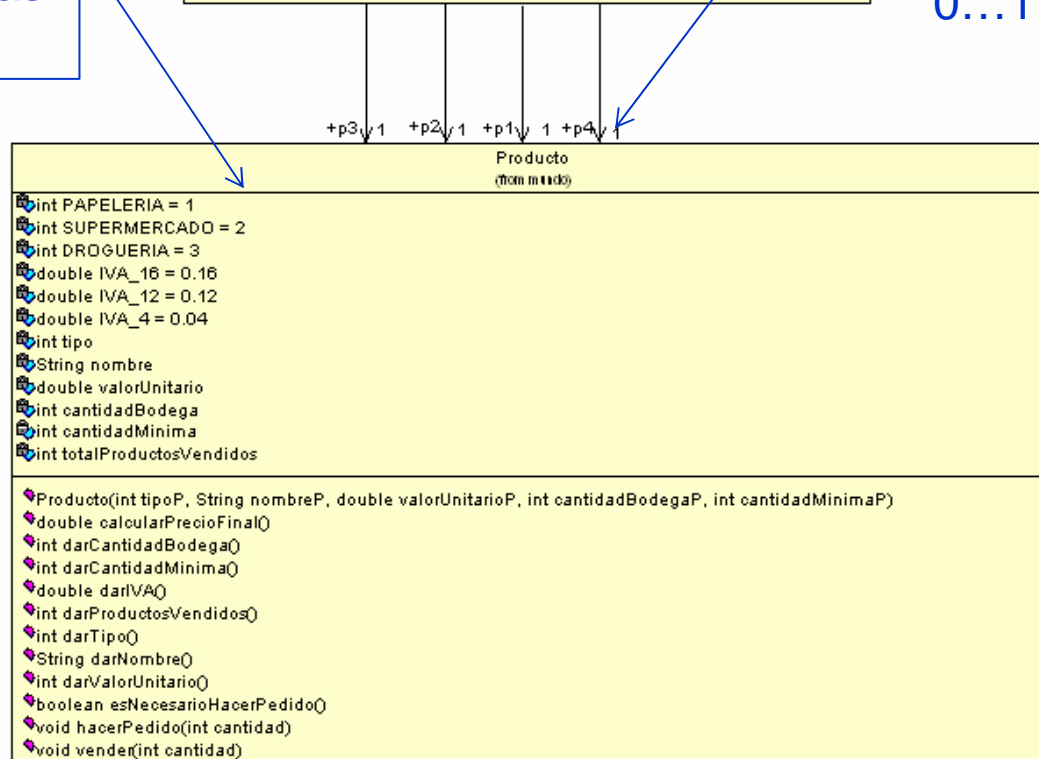 0...1
+p3 1 +p2 1 +p1 1 +p4 1
Producto
(from mundo)
int PAPELERIA = 1
int SUPERMERCADO = 2
int DROGUERIA = 3
double IVA_16 = 0.16
double IVA_12 = 0.12
double IVA_4 = 0.04
int tipo
String nombre
double valorUnitario
int cantidadBodega
int cantidadMinima
int totalProductosVendidos
Producto(int tipoP, String nombreP, double valorUnitarioP, int cantidadBodegaP, int cantidadMinimaP)
double calcularPrecioFinal()
int darCantidadBodega()
int darCantidadMinima()
double darIVA()
int darProductosVendidos()
int darTipo()
String darNombre()
int darValorUnitario()
boolean esNecesarioHacerPedido()
void hacerPedido(int cantidad)
void vender(int cantidad)